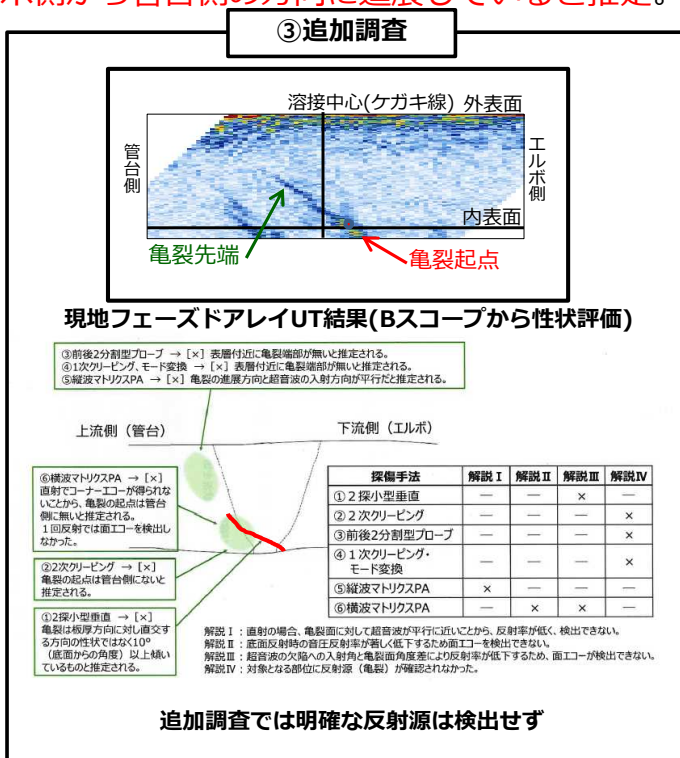 ボ側から管台側の方向に進展していると推定。
③追加調査
溶接中心(ケガキ線) 外表面
管台側
エルボ側
内表面
亀裂先端
亀裂起点
現地フェーズドアレイUT結果(Bスコープから性状評価)
③前後2分割型プローブ → [×] 表層付近に亀裂端部が無いと推定される。
④1次クリーピング、モード変換 → [×] 表層付近に亀裂端部が無いと推定される。
⑤縦波マトリクスPA → [×] 亀裂の進展方向と超音波の入射方向が平行だと推定される。
上流側（管台）
下流側（エルボ）
⑥横波マトリクスPA → [×]
直射でコーナーエコーが得られな
いことから、亀裂の起点は管台
側に無いと推定される。
1回反射では面エコーを検出し
なかった。
②2次クリーピング → [×]
亀裂の起点は管台側にないと
推定される。
①2探小型垂直 → [×]
亀裂は板厚方向に対し直交す
る方向の性状ではなく10°
（底面からの角度）以上傾い
ているものと推定される。
探傷手法 解説Ⅰ 解説Ⅱ 解説Ⅲ 解説Ⅳ
①２探小型垂直 — — × —
②２次クリーピング — — — ×
③前後2分割型プローブ — — — ×
④１次クリーピング・
モード変換 — — — ×
⑤縦波マトリクスPA × — — —
⑥横波マトリクスPA — × × —
解説Ⅰ：直射の場合、亀裂面に対して超音波が平行に近いことから、反射率が低く、検出できない。
解説Ⅱ：底面反射時の音圧反射率が著しく低下するため面エコーを検出できない。
解説Ⅲ：超音波の欠陥への入射角と亀裂面角度差により反射率が低下するため、面エコーが検出できない。
解説Ⅳ：対象となる部位に反射源（亀裂）が確認されなかった。
追加調査では明確な反射源は検出せず